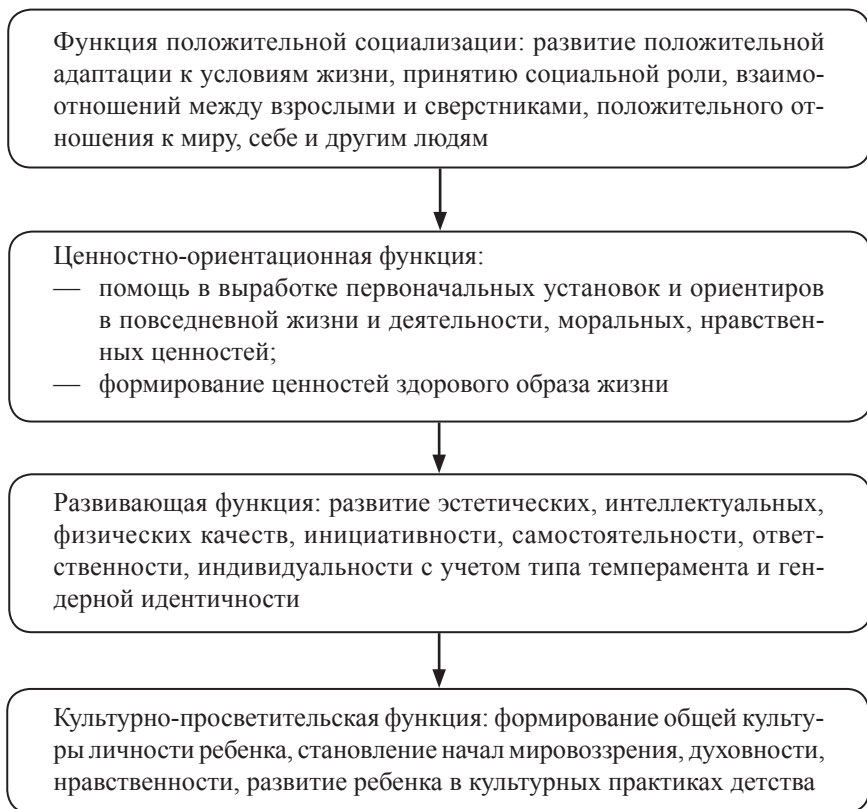 Функция положительной социализации: развитие положительной
адаптации к условиям жизни, принятию социальной роли, взаимо-
отношений между взрослыми и сверстниками, положительного от-
ношения к миру, себе и другим людям
Ценностно-ориентационная функция:
— помощь в выработке первоначальных установок и ориентиров
в повседневной жизни и деятельности, моральных, нравствен-
ных ценностей;
— формирование ценностей здорового образа жизни
Развивающая функция: развитие эстетических, интеллектуальных,
физических качеств, инициативности, самостоятельности, ответ-
ственности, индивидуальности с учетом типа темперамента и ген-
дерной идентичности
Культурно-просветительская функция: формирование общей культу-
ры личности ребенка, становление начал мировоззрения, духовности,
нравственности, развитие ребенка в культурных практиках детства